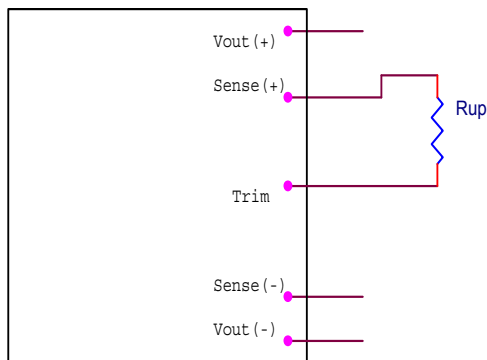 Vout(+)
Sense(+)
Rup
Trim
Sense(-)
Vout(-)